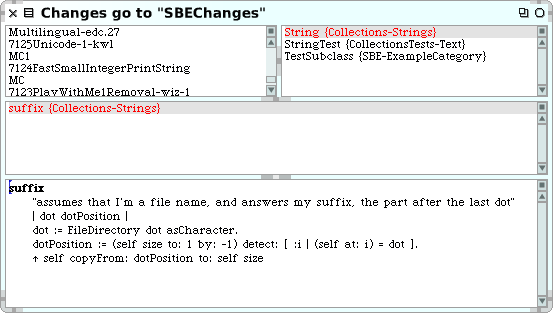 Changes go to "SBEChanges"
Multilingual-edc.27
7125Unicode-1-kwl
MC1
7124FastSmallIntegerPrintString
MC
7123PlayWithMe1Removal-wiz-1
String {Collections-Strings}
StringTest {CollectionsTests-Text}
TestSubclass {SBE-ExampleCategory}
suffix {Collections-Strings}
suffix
"assumes that I'm a file name, and answers my suffix, the part after the last dot"
| dot dotPosition |
dot := FileDirectory dot asCharacter.
dotPosition := (self size to: 1 by: -1) detect: [ :i | (self at: i) = dot ].
↑ self copyFrom: dotPosition to: self size